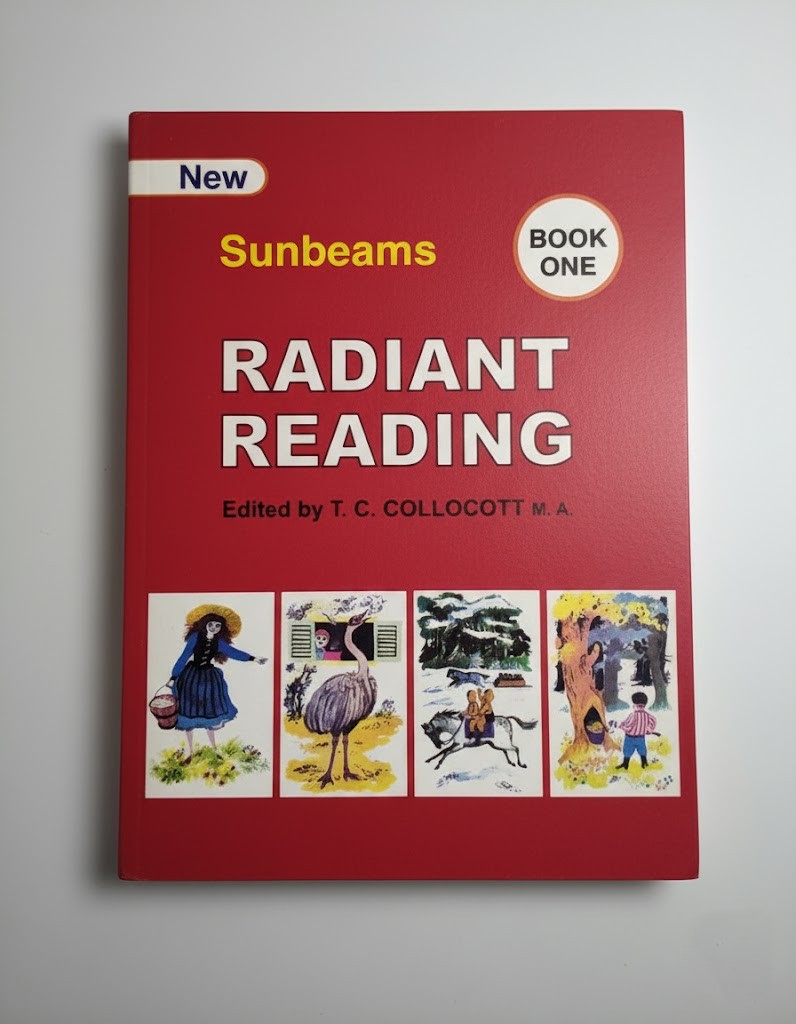 New
Sunbeams
BOOK
ONE
RADIANT
READING
Edited by T. C. COLLOCOTT M. A.